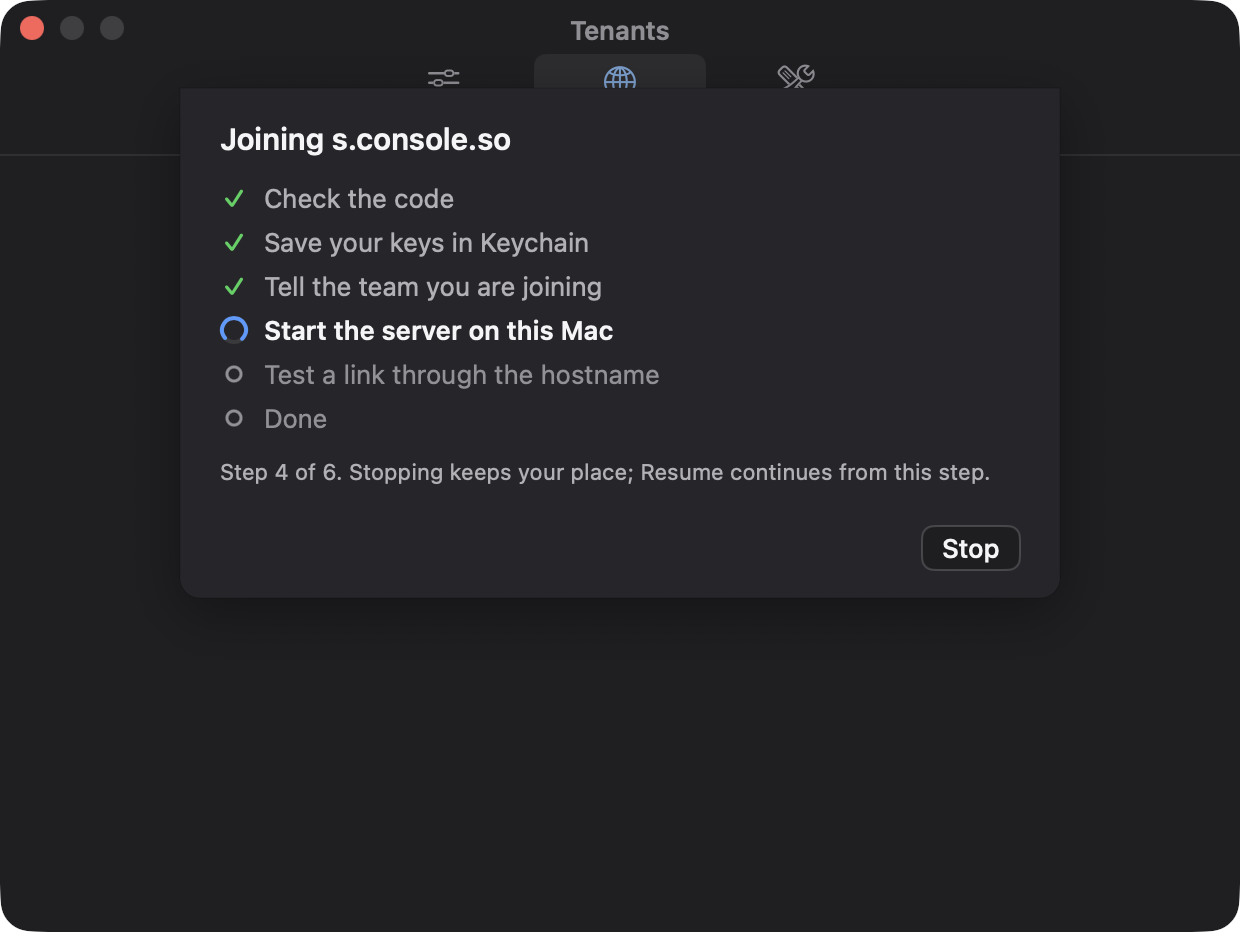 Tenants
Joining s.console.so
Check the code
Save your keys in Keychain
Tell the team you are joining
Start the server on this Mac
Test a link through the hostname
Done
Step 4 of 6. Stopping keeps your place; Resume continues from this step.
Stop